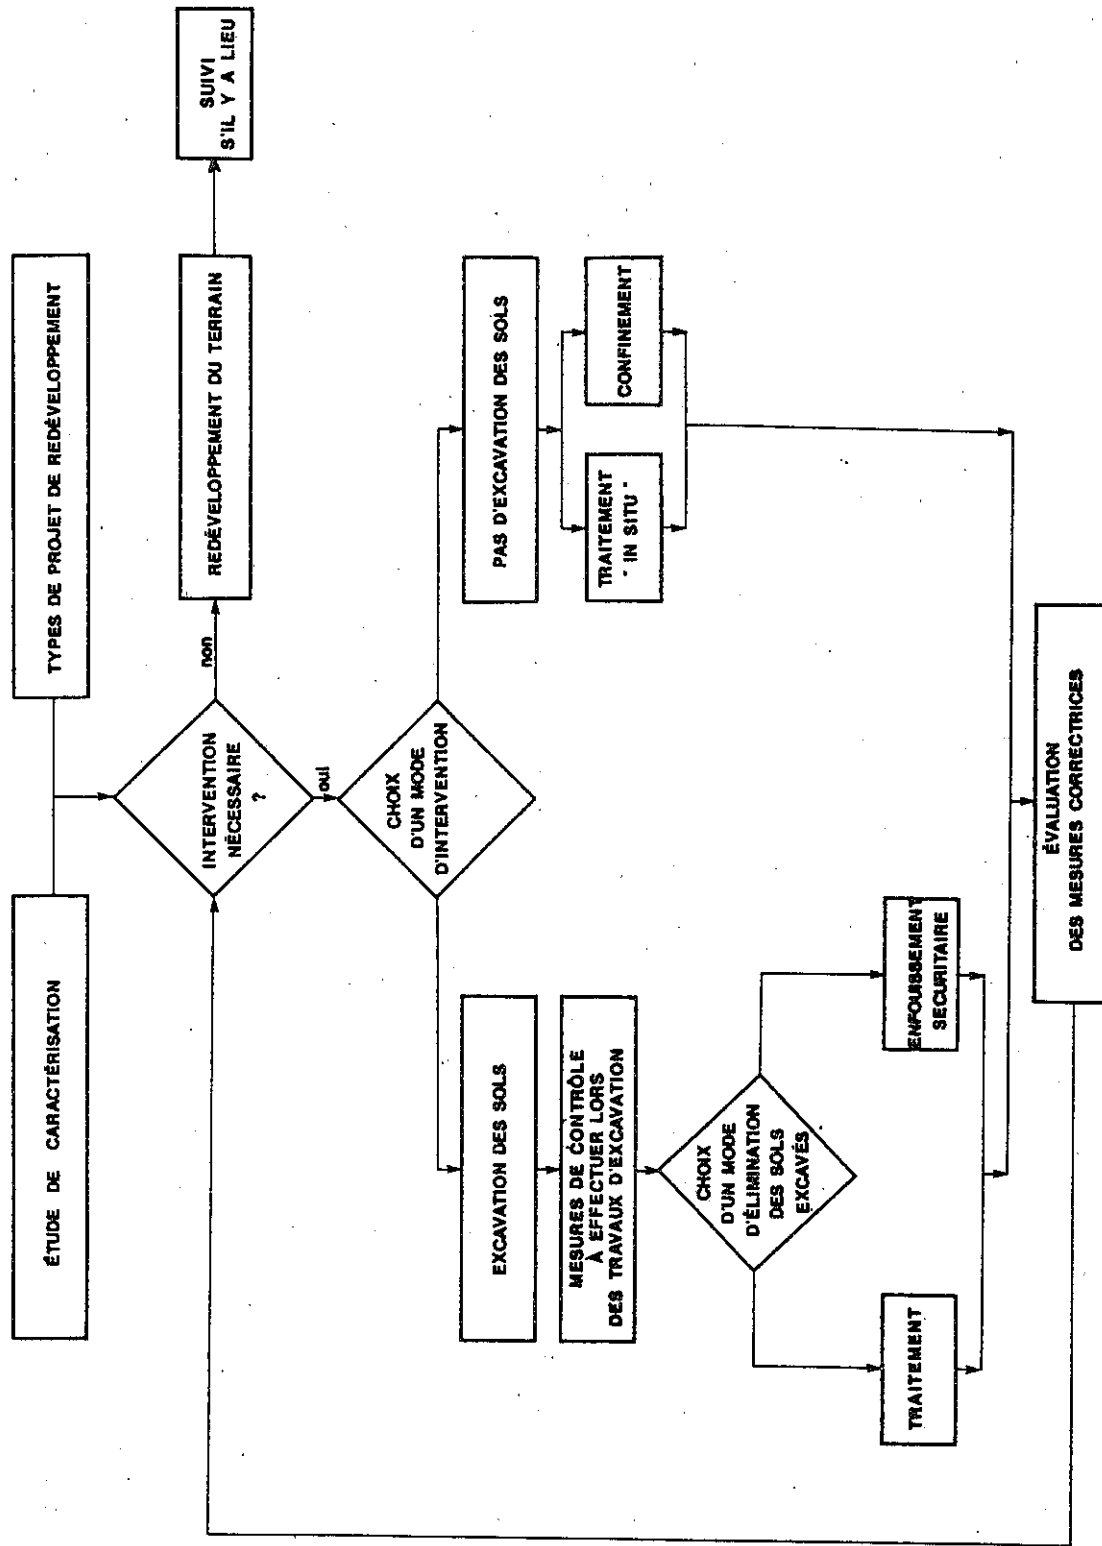 ÉTUDE DE CARACTÉRISATION
TYPES DE PROJET DE REDÉVELOPPEMENT
INTERVENTION
NÉCESSAIRE
?
non
REDÉVELOPPEMENT DU TERRAIN
SUIVI
S'IL Y A LIEU
oui
CHOIX
D'UN MODE
D'INTERVENTION
EXCAVATION DES SOLS
PAS D'EXCAVATION DES SOLS
MESURES DE CONTRÔLE
À EFFECTUER LORS
DES TRAVAUX D'EXCAVATION
TRAITEMENT
" IN SITU "
CONFINEMENT
CHOIX
D'UN MODE
D'ÉLIMINATION
DES SOLS
EXCAVÉS
TRAITEMENT
ENFOUISSEMENT
SÉCURITAIRE
ÉVALUATION
DES MESURES CORRECTRICES